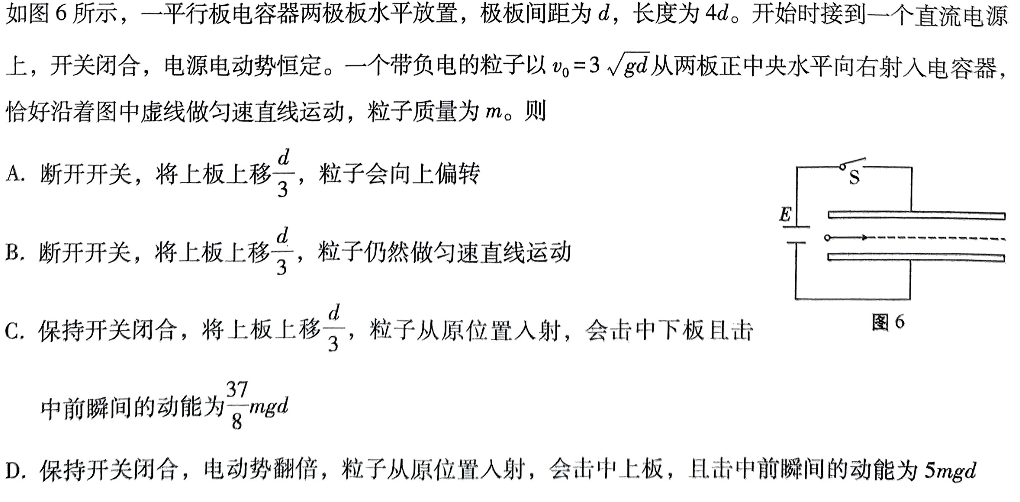 如图 6 所示，一平行板电容器两极板水平放置，极板间距为 d，长度为 4d。开始时接到一个直流电源
上，开关闭合，电源电动势恒定。一个带负电的粒子以 v₀=3√gd 从两板正中央水平向右射入电容器，
恰好沿着图中虚线做匀速直线运动，粒子质量为 m。则
A. 断开开关，将上板上移 d/3，粒子会向上偏转
B. 断开开关，将上板上移 d/3，粒子仍然做匀速直线运动
C. 保持开关闭合，将上板上移 d/3，粒子从原位置入射，会击中下板且击
中前瞬间的动能为 37/8 mgd
D. 保持开关闭合，电动势翻倍，粒子从原位置入射，会击中上板，且击中前瞬间的动能为 5mgd
S
E
图 6